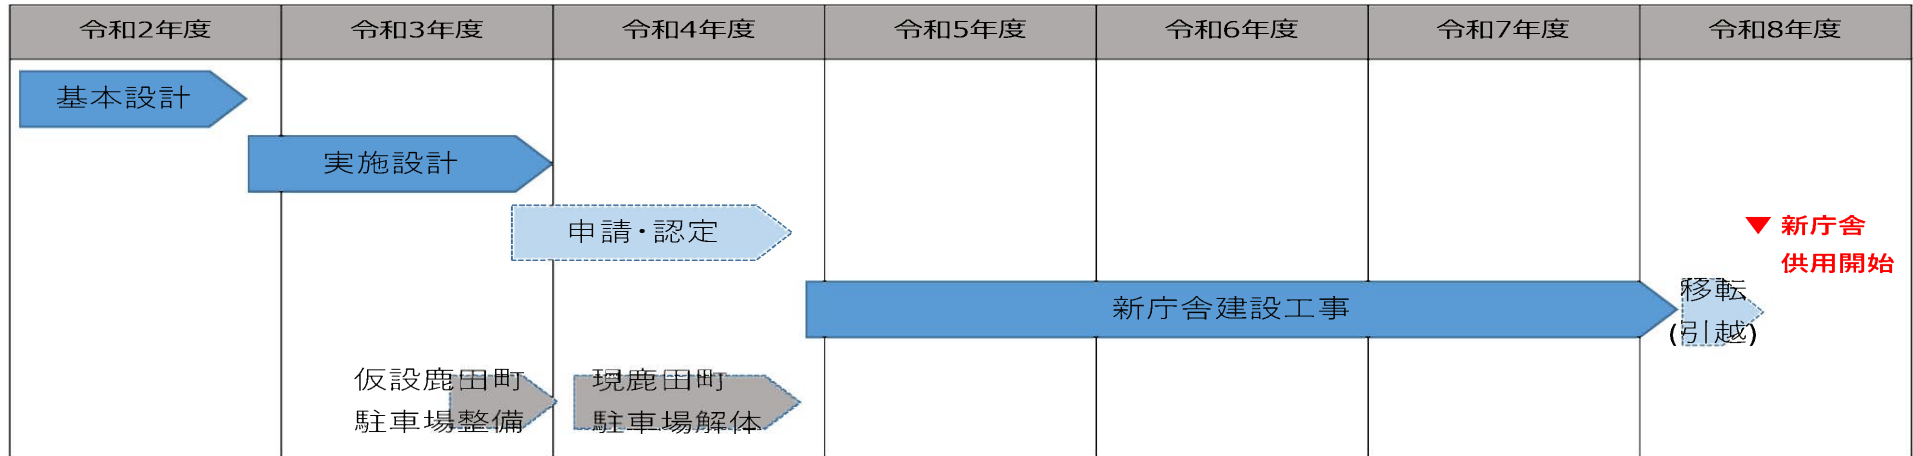 令和2年度
令和3年度
令和4年度
令和5年度
令和6年度
令和7年度
令和8年度
基本設計
実施設計
申請・認定
▼ 新庁舎
供用開始
新庁舎建設工事
移転
(引越)
仮設鹿田町
駐車場整備
現鹿田町
駐車場解体